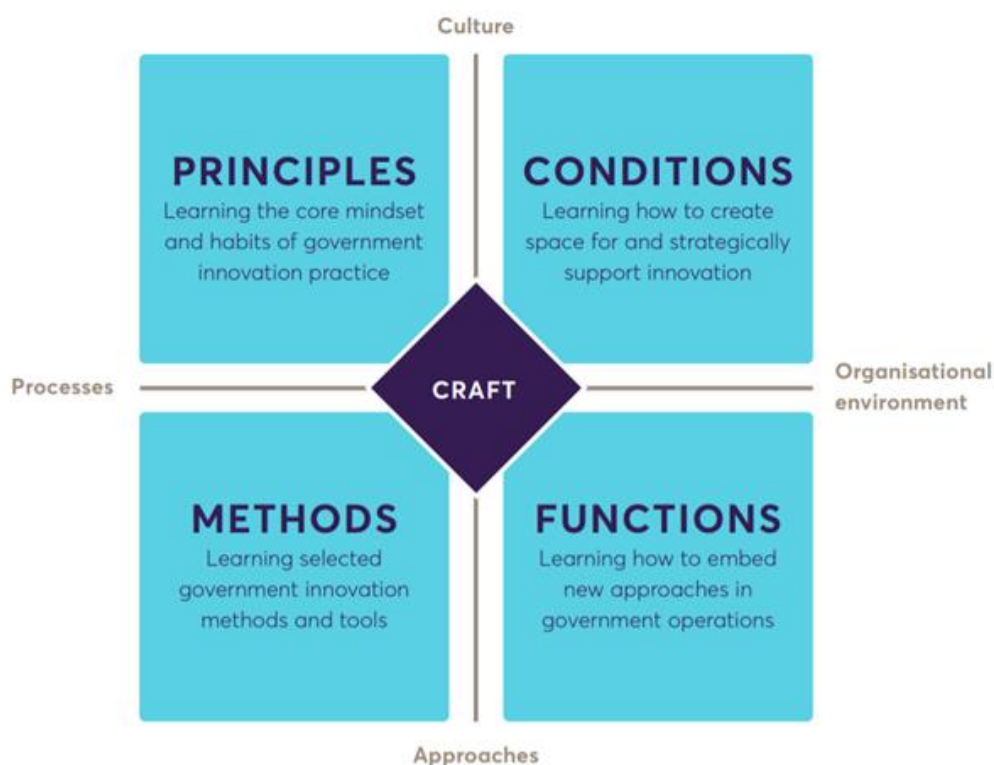 Culture
PRINCIPLES
Learning the core mindset
and habits of government
innovation practice
CONDITIONS
Learning how to create
space for and strategically
support innovation
Processes
CRAFT
Organisational
environment
METHODS
Learning selected
government innovation
methods and tools
FUNCTIONS
Learning how to embed
new approaches in
government operations
Approaches